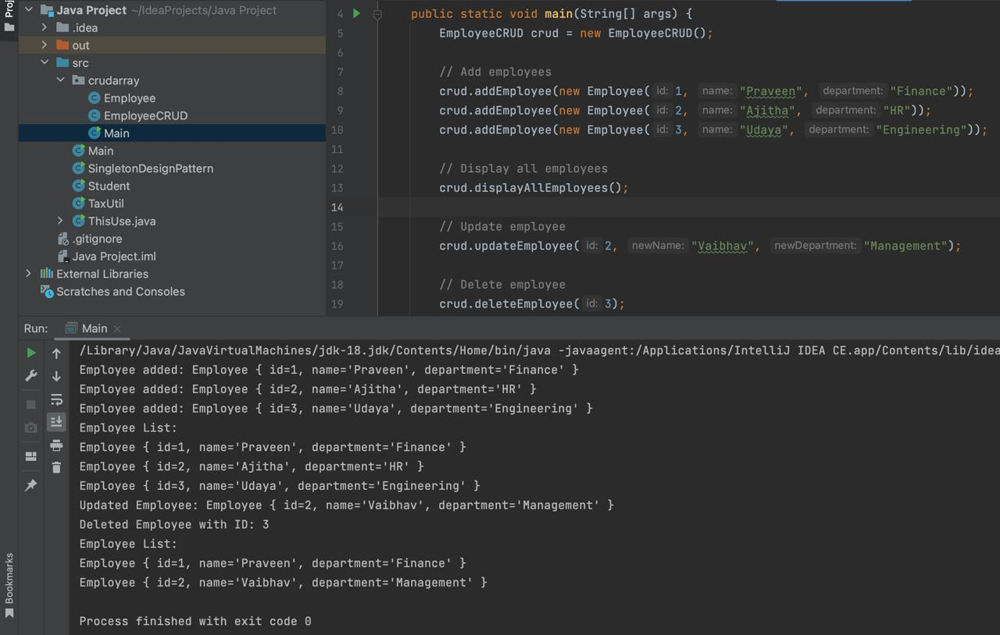 Proj
Java Project ~/IdeaProjects/Java Project
.idea
out
src
crudarray
Employee
EmployeeCRUD
Main
Main
SingletonDesignPattern
Student
TaxUtil
ThisUse.java
.gitignore
Java Project.iml
External Libraries
Scratches and Consoles
4 public static void main(String[] args) {
5 EmployeeCRUD crud = new EmployeeCRUD();
6
7 // Add employees
8 crud.addEmployee(new Employee( id: 1, name: "Praveen", department: "Finance"));
9 crud.addEmployee(new Employee( id: 2, name: "Ajitha", department: "HR"));
10 crud.addEmployee(new Employee( id: 3, name: "Udaya", department: "Engineering"));
11
12 // Display all employees
13 crud.displayAllEmployees();
14
15 // Update employee
16 crud.updateEmployee( id: 2, newName: "Vaibhav", newDepartment: "Management");
17
18 // Delete employee
19 crud.deleteEmployee( id: 3);
Run: Main
/Library/Java/JavaVirtualMachines/jdk-18.jdk/Contents/Home/bin/java -javaagent:/Applications/IntelliJ IDEA CE.app/Contents/lib/idea
Employee added: Employee { id=1, name='Praveen', department='Finance' }
Employee added: Employee { id=2, name='Ajitha', department='HR' }
Employee added: Employee { id=3, name='Udaya', department='Engineering' }
Employee List:
Employee { id=1, name='Praveen', department='Finance' }
Employee { id=2, name='Ajitha', department='HR' }
Employee { id=3, name='Udaya', department='Engineering' }
Updated Employee: Employee { id=2, name='Vaibhav', department='Management' }
Deleted Employee with ID: 3
Employee List:
Employee { id=1, name='Praveen', department='Finance' }
Employee { id=2, name='Vaibhav', department='Management' }
Process finished with exit code 0
Bookmarks